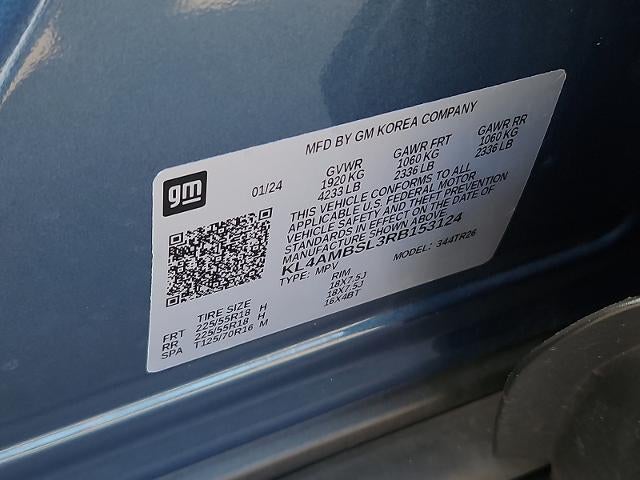 MFD BY GM KOREA COMPANY
gm
01/24
GVWR GAWR FRT GAWR RR
1920 KG 1060 KG 1060 KG
4233 LB 2336 LB 2336 LB
THIS VEHICLE CONFORMS TO ALL
APPLICABLE U.S. FEDERAL MOTOR
VEHICLE SAFETY AND THEFT PREVENTION
STANDARDS IN EFFECT ON THE DATE OF
MANUFACTURE SHOWN ABOVE
KL4AMBSL3RB153124
TYPE: MPV MODEL: 344TR26
TIRE SIZE RIM
FRT 225/55R18 H 18X7.5J
RR 225/55R18 H 18X7.5J
SPA T125/70R16 M 16X4BT